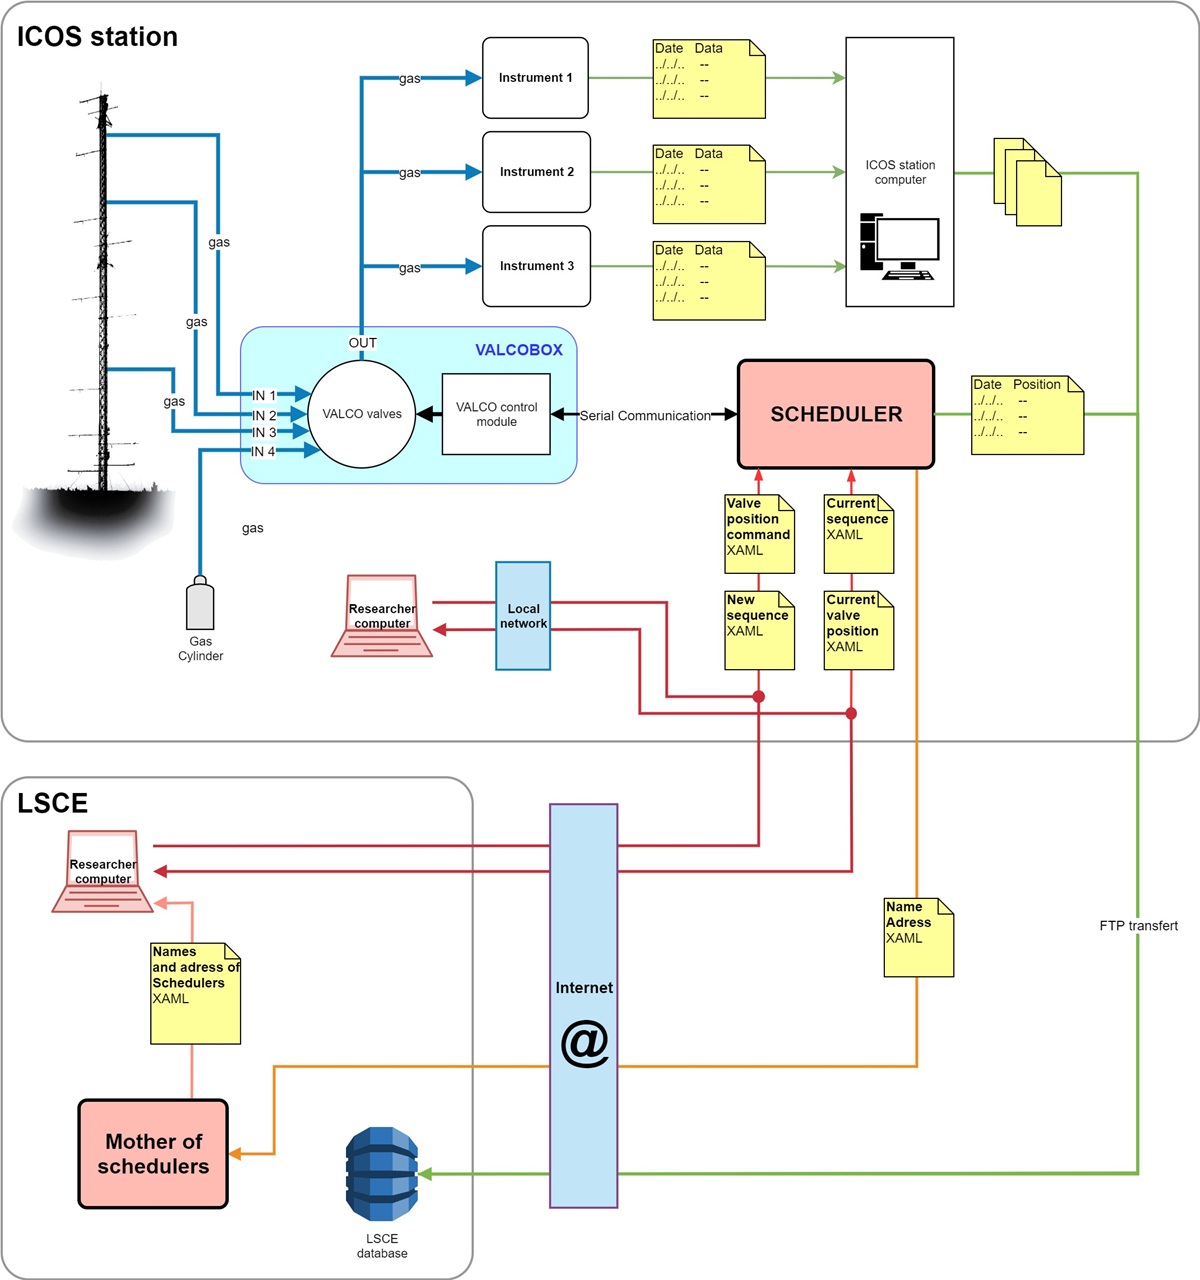 ICOS station
gas
Instrument 1
Date Data
../../.. --
../../.. --
../../.. --
gas
Instrument 2
Date Data
../../.. --
../../.. --
../../.. --
ICOS station
computer
gas
Instrument 3
Date Data
../../.. --
../../.. --
../../.. --
gas
gas
gas
OUT
VALCOBOX
IN 1
IN 2
IN 3
IN 4
VALCO valves
VALCO control
module
Serial Communication
SCHEDULER
Date Position
../../.. --
../../.. --
../../.. --
gas
Valve
position
command
XAML
Current
sequence
XAML
New
sequence
XAML
Current
valve
position
XAML
Researcher
computer
Local
network
Gas
Cylinder
LSCE
Researcher
computer
Names
and adress of
Schedulers
XAML
Name
Adress
XAML
FTP transfert
Internet
@
Mother of
schedulers
LSCE
database